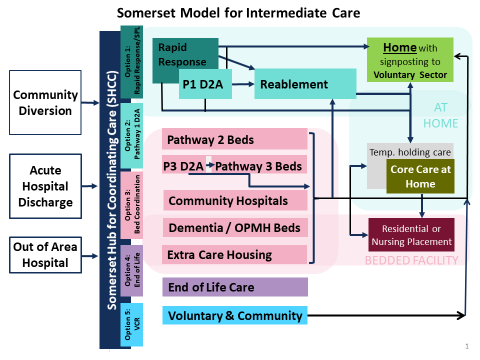 Somerset Model for Intermediate Care
Community
Diversion
Acute
Hospital
Discharge
Out of Area
Hospital
Somerset Hub for Coordinating Care (SHCC)
Option 1:
Rapid Response/SPL
Option 2:
Pathway 1 D2A
Option 3:
Bed Coordination
Option 4:
End of Life
Option 5:
VCR
Rapid
Response
P1 D2A
Reablement
Home with
signposting to
Voluntary Sector
AT
HOME
Pathway 2 Beds
P3 D2A
Pathway 3 Beds
Community Hospitals
Dementia / OPMH Beds
Extra Care Housing
Temp. holding care
Core Care at
Home
Residential or
Nursing Placement
BEDDED FACILITY
End of Life Care
Voluntary & Community
1